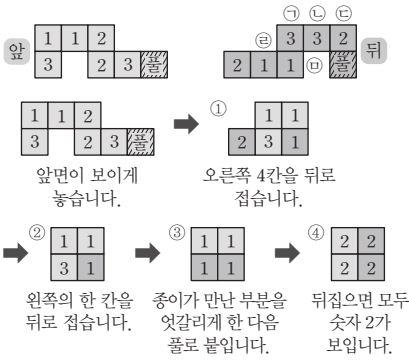 ㉠ ㉡ ㉢
앞 1 1 2 ㉣ 3 3 2 뒤
3 2 3 풀 2 1 1 ㉤ 풀
1 1 2 ① 1 1
3 2 3 풀 2 3 1
앞면이 보이게 오른쪽 4칸을 뒤로
놓습니다. 접습니다.
② 1 1 ③ 1 1 ④ 2 2
3 1 1 1 2 2
왼쪽의 한 칸을 종이가 만난 부분을 뒤집으면 모두
뒤로 접습니다. 엇갈리게 한 다음 숫자 2가
풀로 붙입니다. 보입니다.